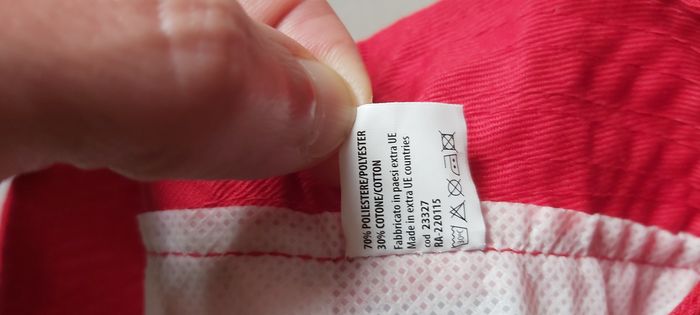 70% POLIESTERE/POLYESTER
30% COTONE/COTTON
Fabbricato in paesi extra UE
Made in extra UE countries
cod 23327
RA-220115